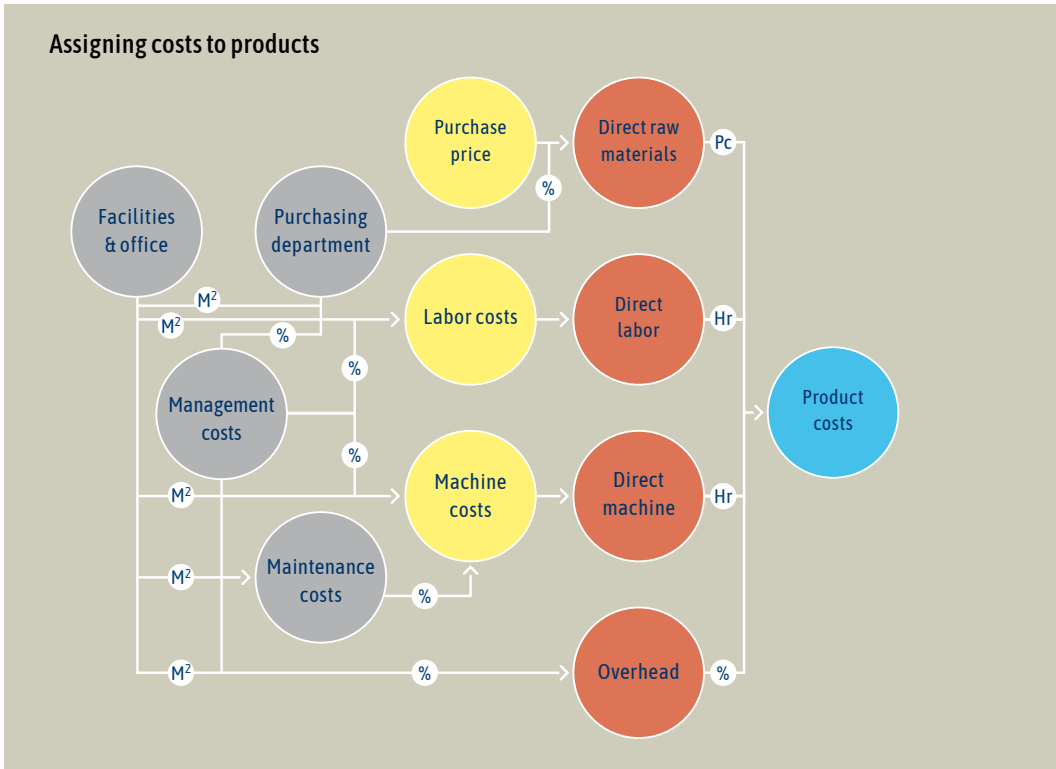 Assigning costs to products
Purchase
price
Direct raw
materials
Pc
%
Facilities
& office
Purchasing
department
M²
M²
%
Labor costs
Direct
labor
Hr
%
Management
costs
Product
costs
%
M²
Machine
costs
Direct
machine
Hr
M²
Maintenance
costs
%
M²
%
Overhead
%